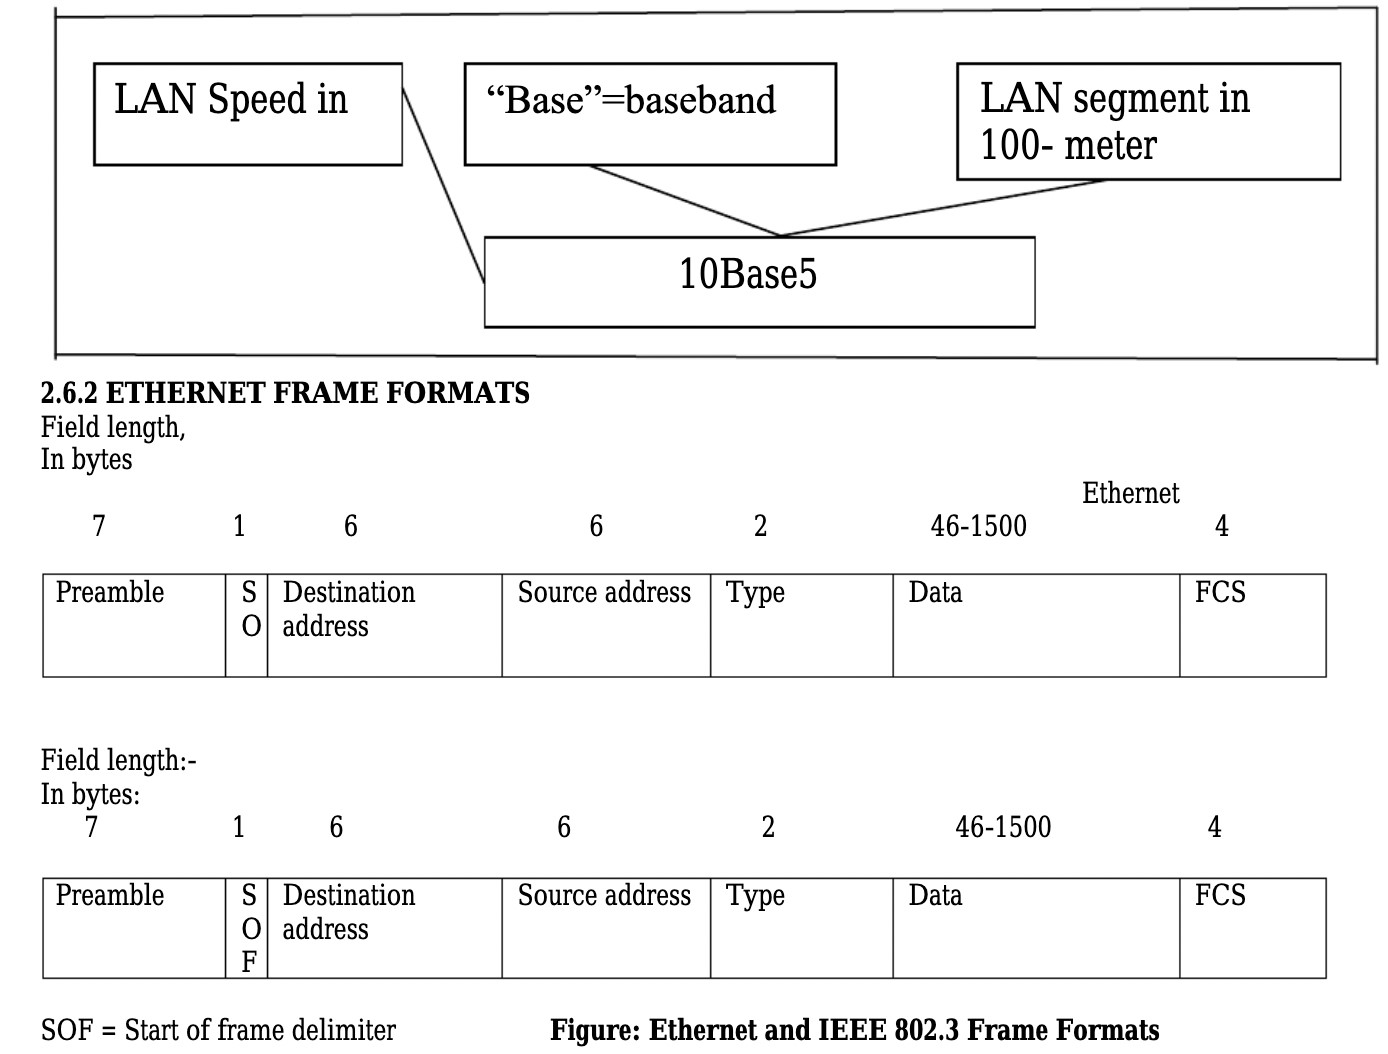 LAN Speed in
“Base”=baseband
LAN segment in
100- meter
10Base5
2.6.2 ETHERNET FRAME FORMATS
Field length,
In bytes
Ethernet
7 1 6 6 2 46-1500 4
Preamble S Destination Source address Type Data FCS
O address
Field length:-
In bytes:
7 1 6 6 2 46-1500 4
Preamble S Destination Source address Type Data FCS
O address
F
SOF = Start of frame delimiter Figure: Ethernet and IEEE 802.3 Frame Formats